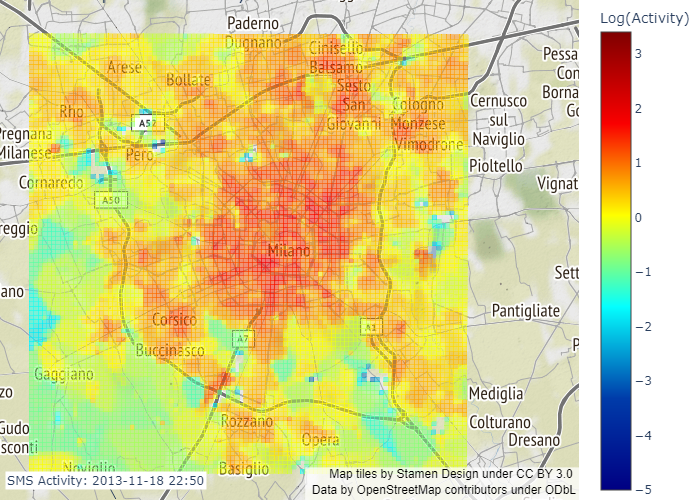 Paderno
Dugnano
Log(Activity)
Cinisello
Balsamo
Arese
Bollate
Sesto
San
Giovanni
Pessa
Con
Borna
Go
Rho
A52
Cologno
Monzese
Cernusco
sul
Naviglio
Pregnana
Milanese
Pero
Vimodrone
Pioltello
Cornaredo
Vignat
A50
reggio
Milano
Sett
ano
Pantigliate
Corsico
A7
A1
Buccinasco
P
Gaggiano
zo
Mediglia
Rozzano
Colturano
Gudo
sconti
Opera
Dresano
Noviglio
Basiglio
SMS Activity: 2013-11-18 22:50
Map tiles by Stamen Design under CC BY 3.0
Data by OpenStreetMap contributors under ODbL
3
2
1
0
−1
−2
−3
−4
−5